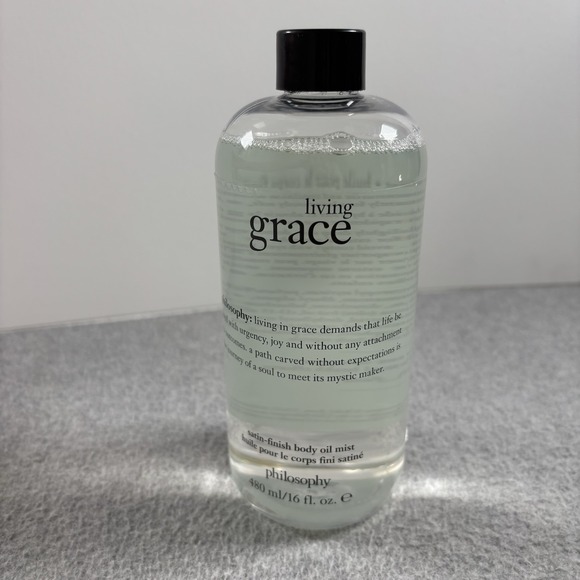 living
grace
philosophy: living in grace demands that life be
with urgency, joy and without any attachment
outcomes. a path carved without expectations is
journey of a soul to meet its mystic maker.
satin-finish body oil mist
huile pour le corps fini satiné
philosophy
480 ml/16 fl. oz. ℮